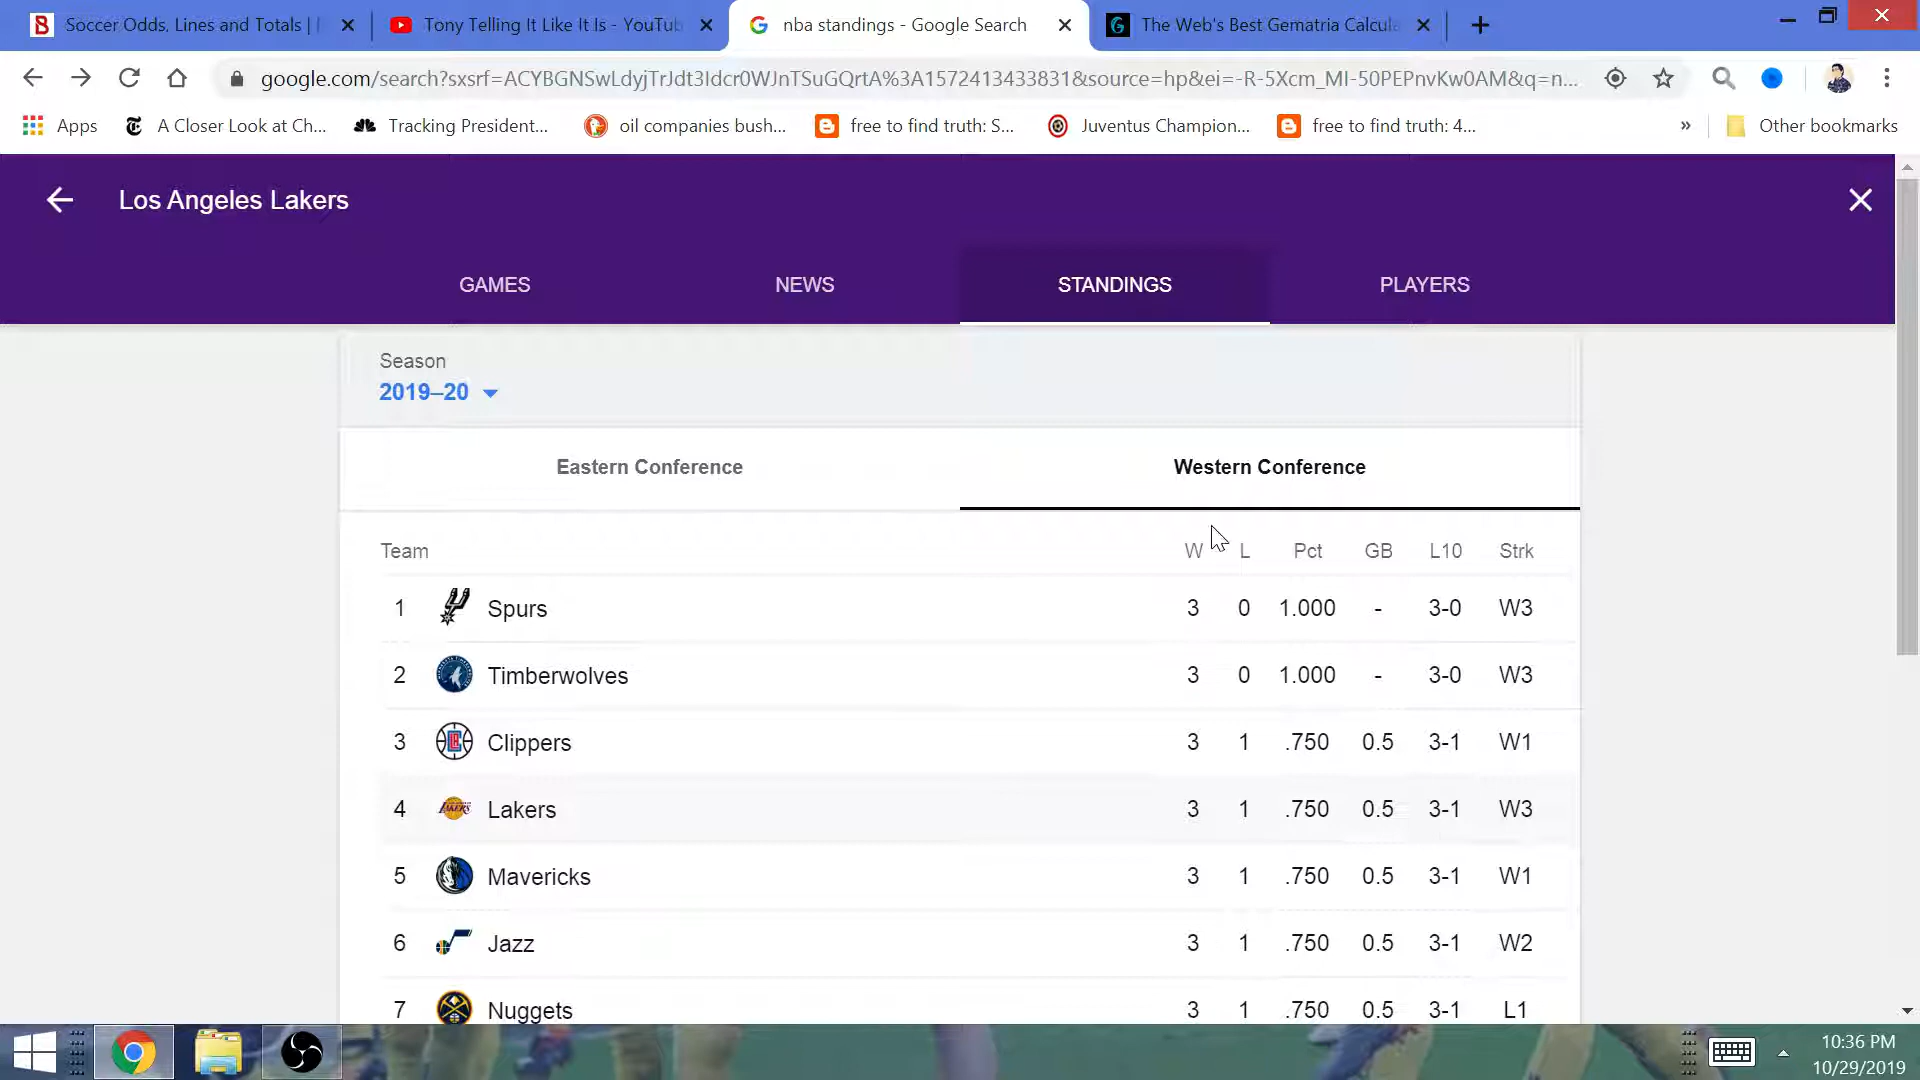 Soccer Odds, Lines and Totals |
Tony Telling It Like It Is - YouTub
nba standings - Google Search
The Web's Best Gematria Calcula
google.com/search?sxsrf=ACYBGNSwLdyjTrJdt3Idcr0WJnTSuGQrtA%3A1572413433831&source=hp&ei=-R-5Xcm_MI-50PEPnvKw0AM&q=n...
Apps
A Closer Look at Ch...
Tracking President...
oil companies bush...
free to find truth: S...
Juventus Champion...
free to find truth: 4...
»
Other bookmarks
Los Angeles Lakers
GAMES NEWS STANDINGS PLAYERS
Season
2019–20
Eastern Conference Western Conference
Team W L Pct GB L10 Strk
1 Spurs 3 0 1.000 - 3-0 W3
2 Timberwolves 3 0 1.000 - 3-0 W3
3 Clippers 3 1 .750 0.5 3-1 W1
4 Lakers 3 1 .750 0.5 3-1 W3
5 Mavericks 3 1 .750 0.5 3-1 W1
6 Jazz 3 1 .750 0.5 3-1 W2
7 Nuggets 3 1 .750 0.5 3-1 L1
10:36 PM
10/29/2019